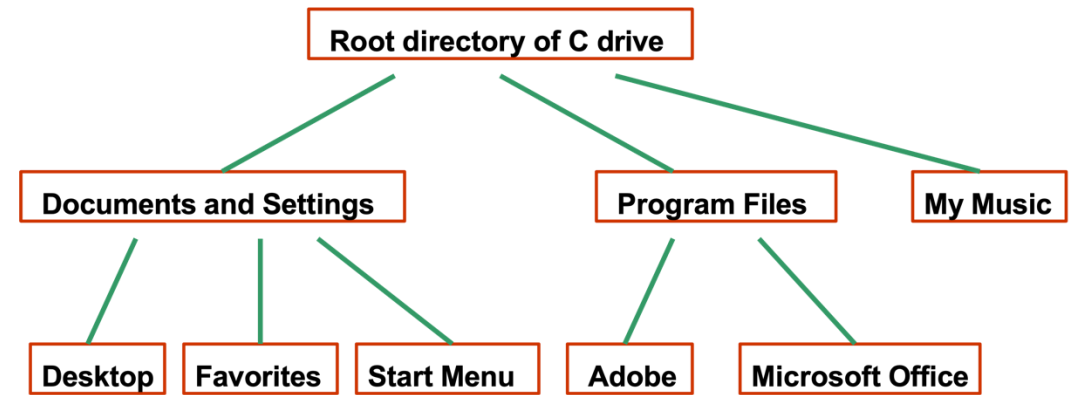 Root directory of C drive
Documents and Settings
Program Files
My Music
Desktop
Favorites
Start Menu
Adobe
Microsoft Office